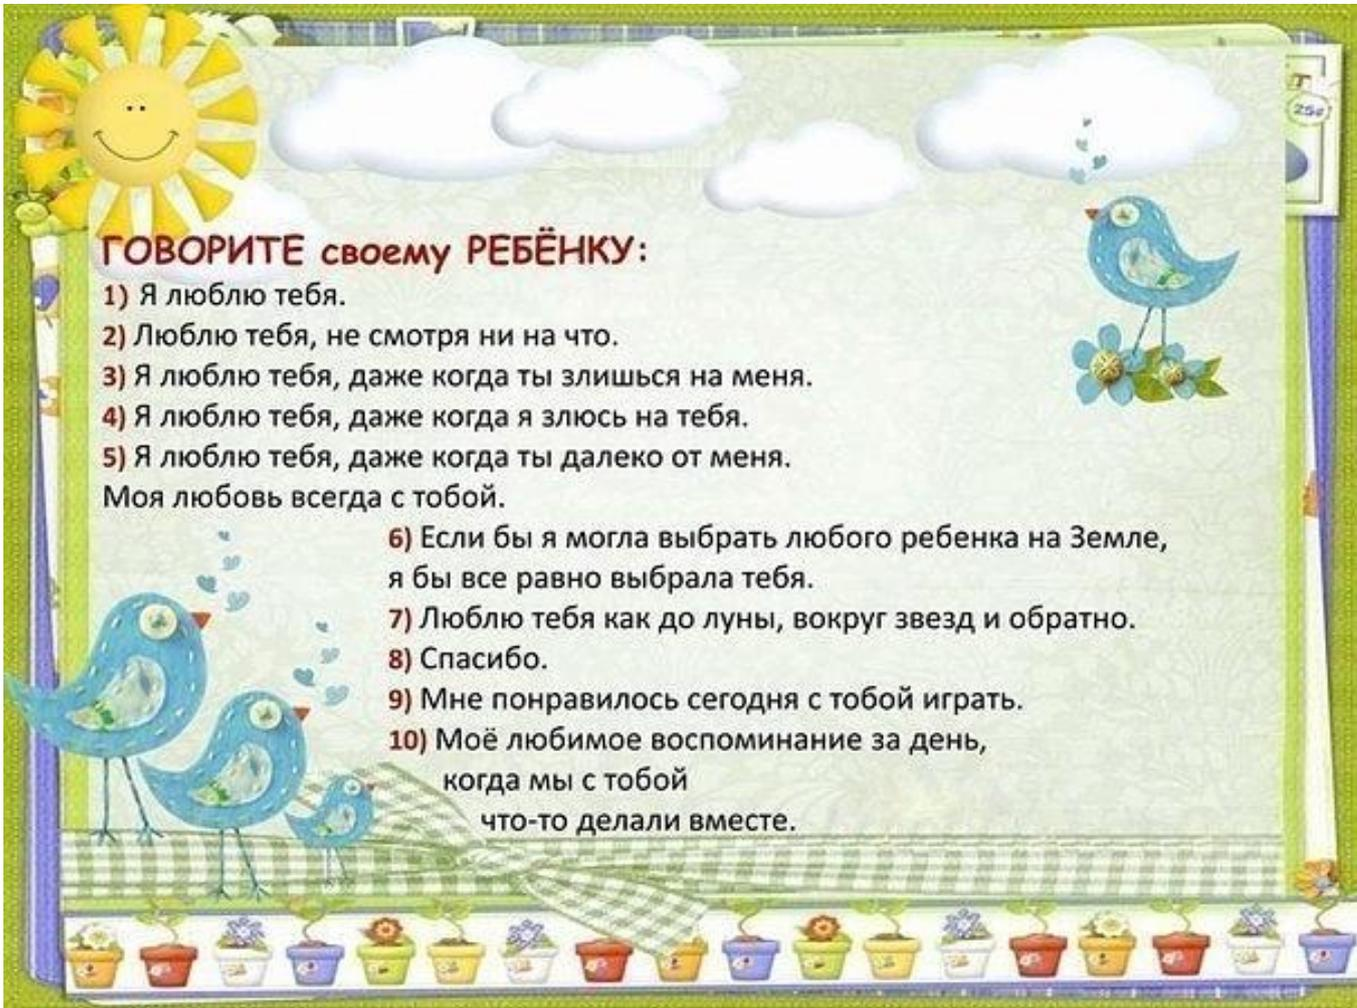 ГОВОРИТЕ своему РЕБЁНКУ:
1) Я люблю тебя.
2) Люблю тебя, не смотря ни на что.
3) Я люблю тебя, даже когда ты злишься на меня.
4) Я люблю тебя, даже когда я злюсь на тебя.
5) Я люблю тебя, даже когда ты далеко от меня.
Моя любовь всегда с тобой.
6) Если бы я могла выбрать любого ребенка на Земле,
я бы все равно выбрала тебя.
7) Люблю тебя как до луны, вокруг звезд и обратно.
8) Спасибо.
9) Мне понравилось сегодня с тобой играть.
10) Моё любимое воспоминание за день,
когда мы с тобой
что-то делали вместе.
25¢